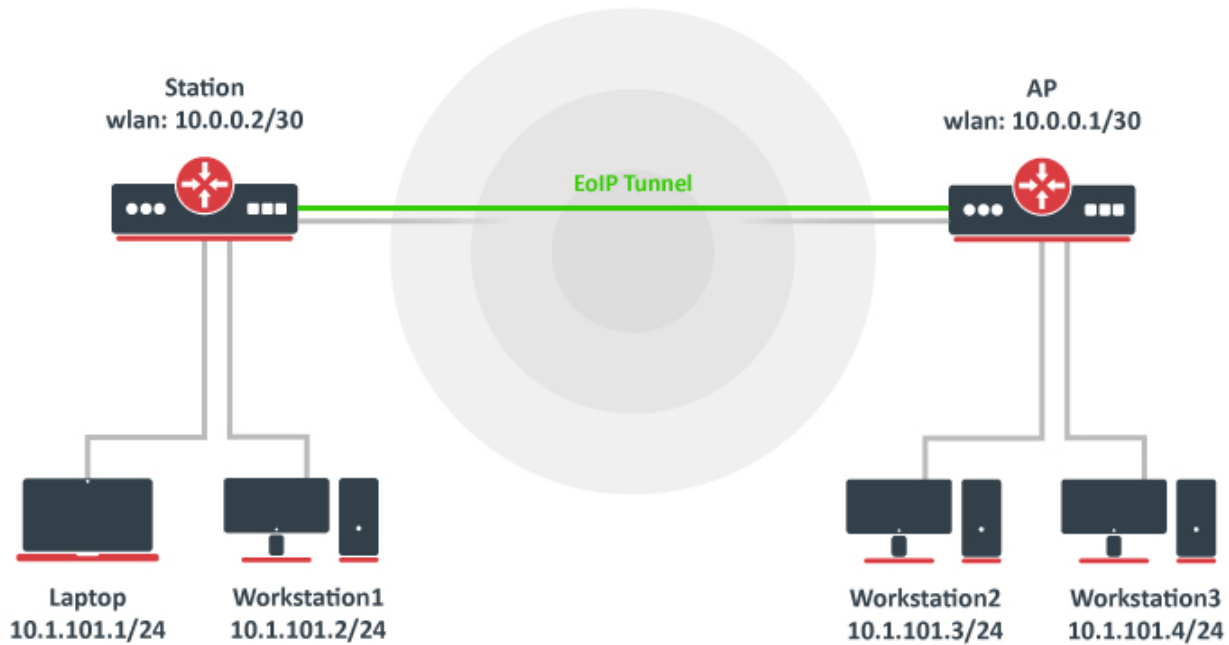 Station
wlan: 10.0.0.2/30
AP
wlan: 10.0.0.1/30
EoIP Tunnel
Laptop
10.1.101.1/24
Workstation1
10.1.101.2/24
Workstation2
10.1.101.3/24
Workstation3
10.1.101.4/24